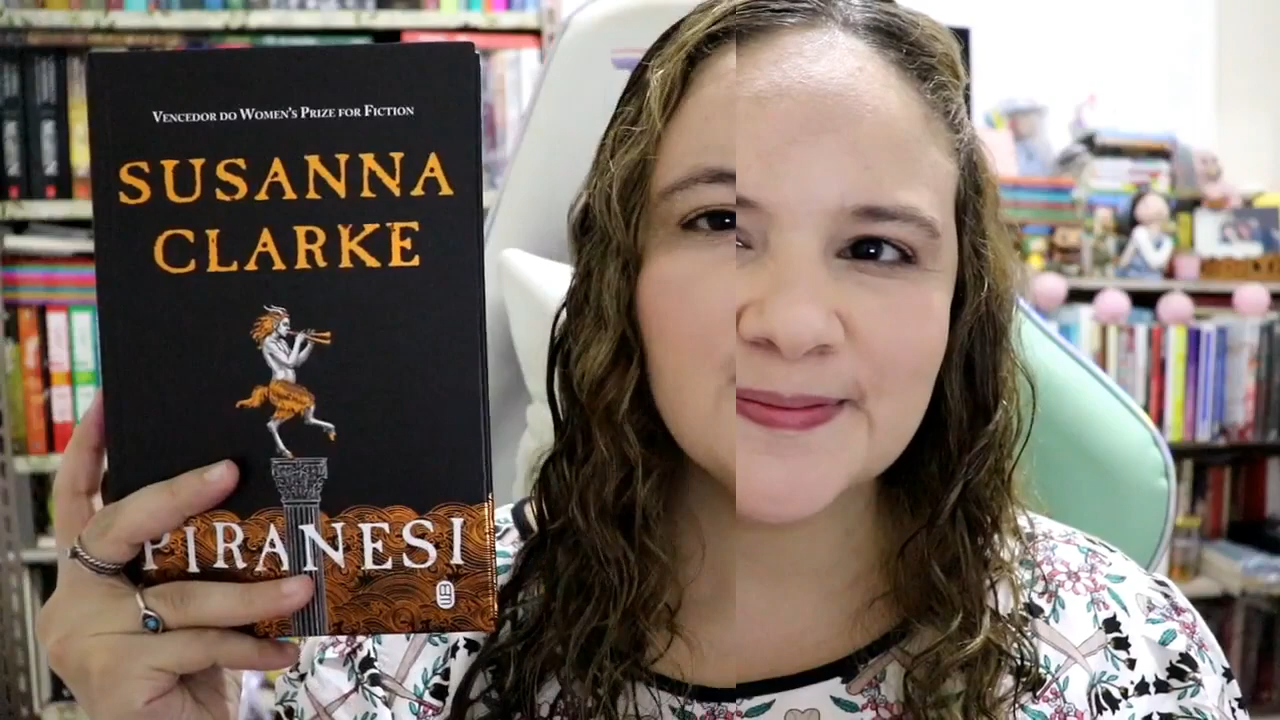 VENCEDOR DO WOMEN'S PRIZE FOR FICTION
SUSANNA
CLARKE
PIRANESI